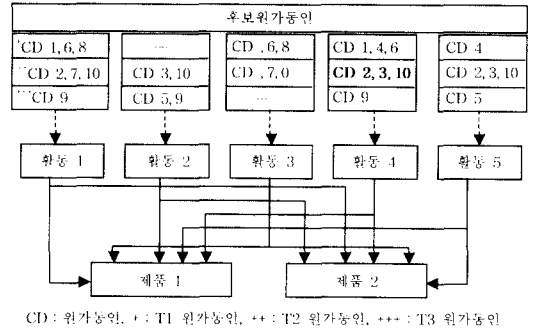 후보원가동인
+CD 1,6,8 ---- CD ,6,8 CD 1,4,6 CD 4
++CD 2,7,10 CD 3,10 CD ,7,0 CD 2,3,10 CD 2,3,10
+++CD 9 CD 5,9 --- CD 9 CD 5
활동 1 활동 2 활동 3 활동 4 활동 5
제품 1 제품 2
CD : 원가동인, + : T1 원가동인, ++ : T2 원가동인, +++ : T3 원가동인